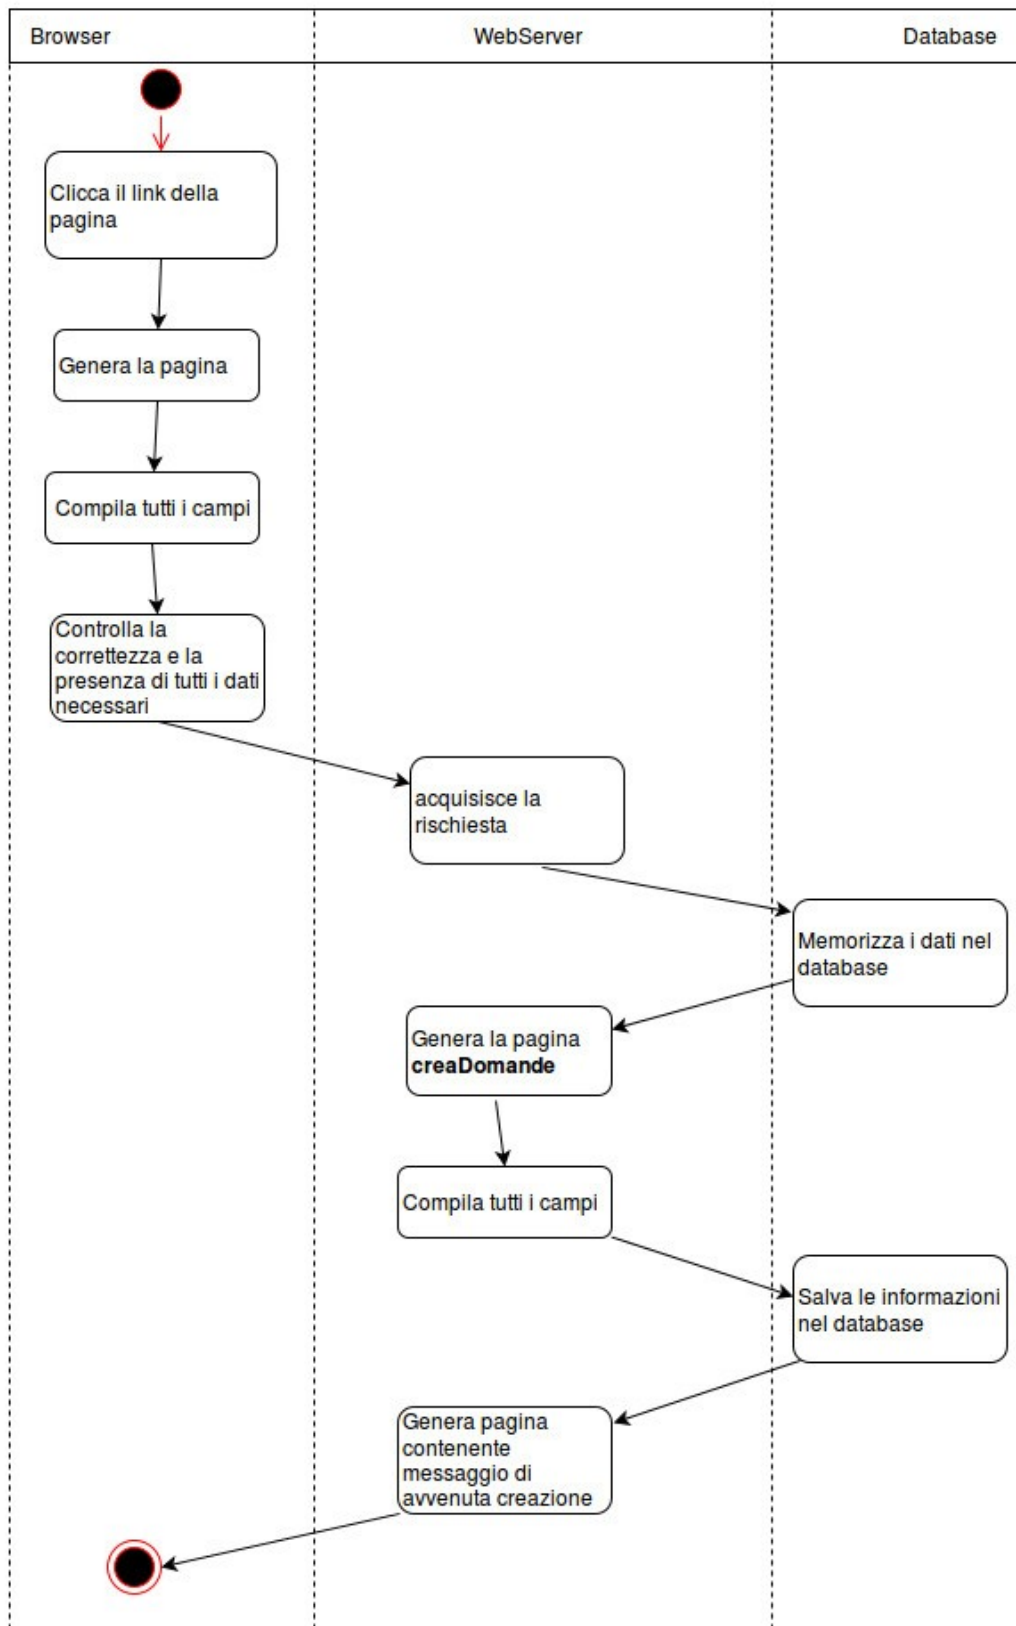 Browser
WebServer
Database
Clicca il link della
pagina
Genera la pagina
Compila tutti i campi
Controlla la
correttezza e la
presenza di tutti i dati
necessari
acquisisce la
rischiesta
Memorizza i dati nel
database
Genera la pagina
creaDomande
Compila tutti i campi
Salva le informazioni
nel database
Genera pagina
contenente
messaggio di
avvenuta creazione